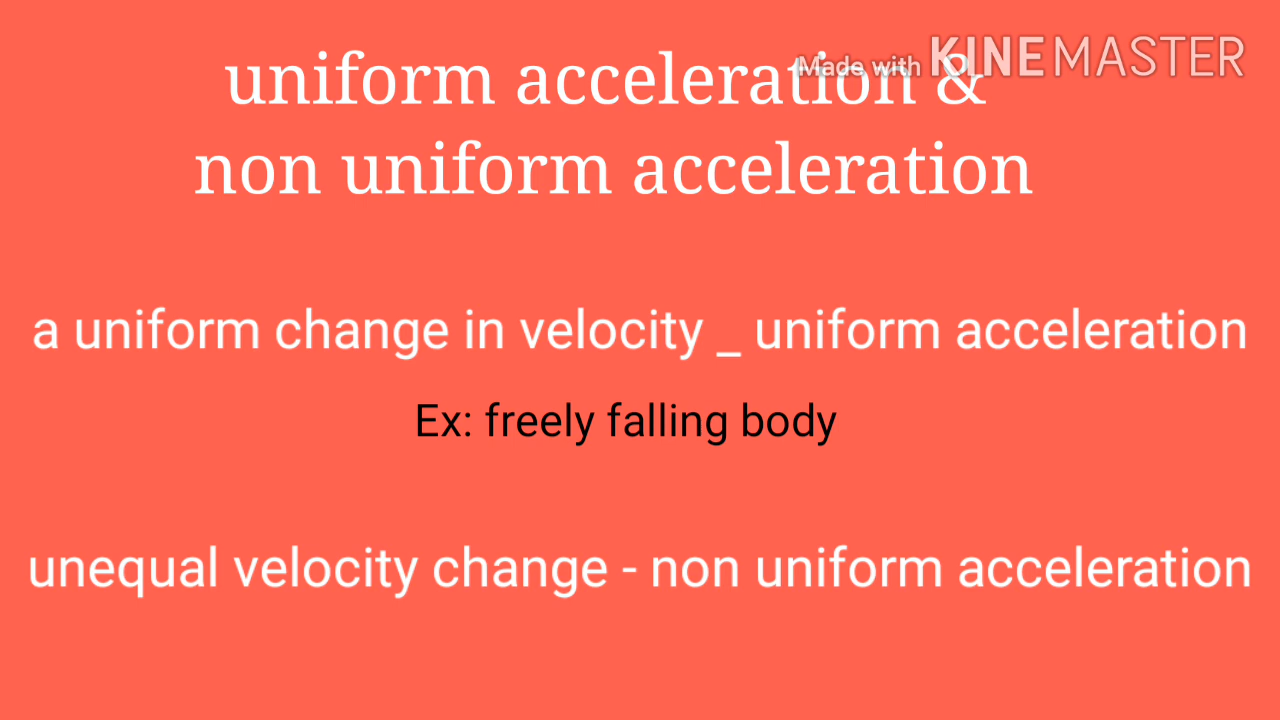 Made with KINEMASTER
uniform acceleration &
non uniform acceleration
a uniform change in velocity _ uniform acceleration
Ex: freely falling body
unequal velocity change - non uniform acceleration